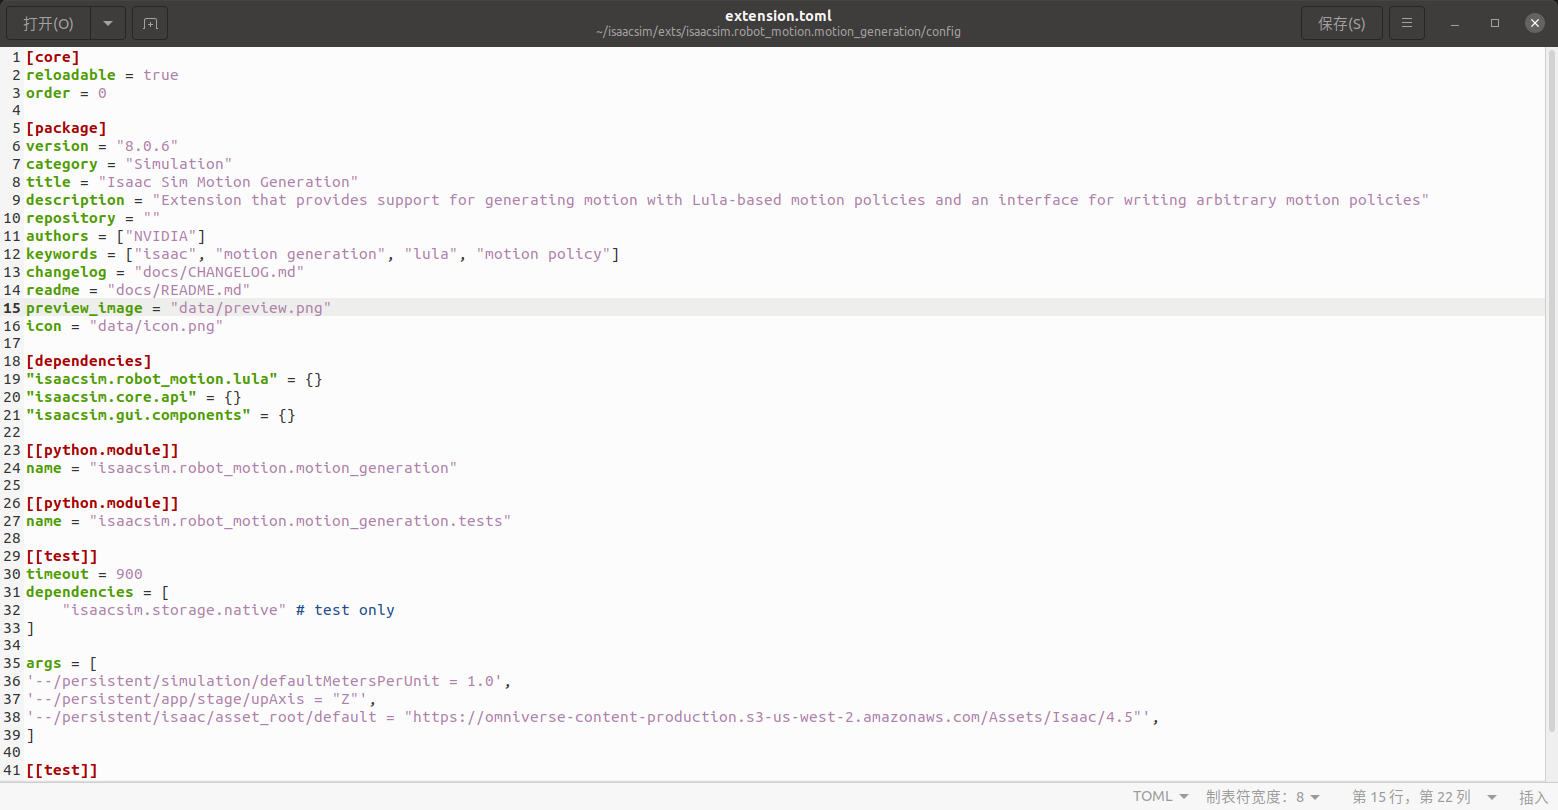 打开(O)
extension.toml
~/isaacsim/exts/isaacsim.robot_motion.motion_generation/config
保存(S)
1 [core]
2 reloadable = true
3 order = 0
4
5 [package]
6 version = "8.0.6"
7 category = "Simulation"
8 title = "Isaac Sim Motion Generation"
9 description = "Extension that provides support for generating motion with Lula-based motion policies and an interface for writing arbitrary motion policies"
10 repository = ""
11 authors = ["NVIDIA"]
12 keywords = ["isaac", "motion generation", "lula", "motion policy"]
13 changelog = "docs/CHANGELOG.md"
14 readme = "docs/README.md"
15 preview_image = "data/preview.png"
16 icon = "data/icon.png"
17
18 [dependencies]
19 "isaacsim.robot_motion.lula" = {}
20 "isaacsim.core.api" = {}
21 "isaacsim.gui.components" = {}
22
23 [[python.module]]
24 name = "isaacsim.robot_motion.motion_generation"
25
26 [[python.module]]
27 name = "isaacsim.robot_motion.motion_generation.tests"
28
29 [[test]]
30 timeout = 900
31 dependencies = [
32     "isaacsim.storage.native" # test only
33 ]
34
35 args = [
36 '--/persistent/simulation/defaultMetersPerUnit = 1.0',
37 '--/persistent/app/stage/upAxis = "Z"',
38 '--/persistent/isaac/asset_root/default = "https://omniverse-content-production.s3-us-west-2.amazonaws.com/Assets/Isaac/4.5"',
39 ]
40
41 [[test]]
TOML 制表符宽度：8 第 15 行，第 22 列 插入